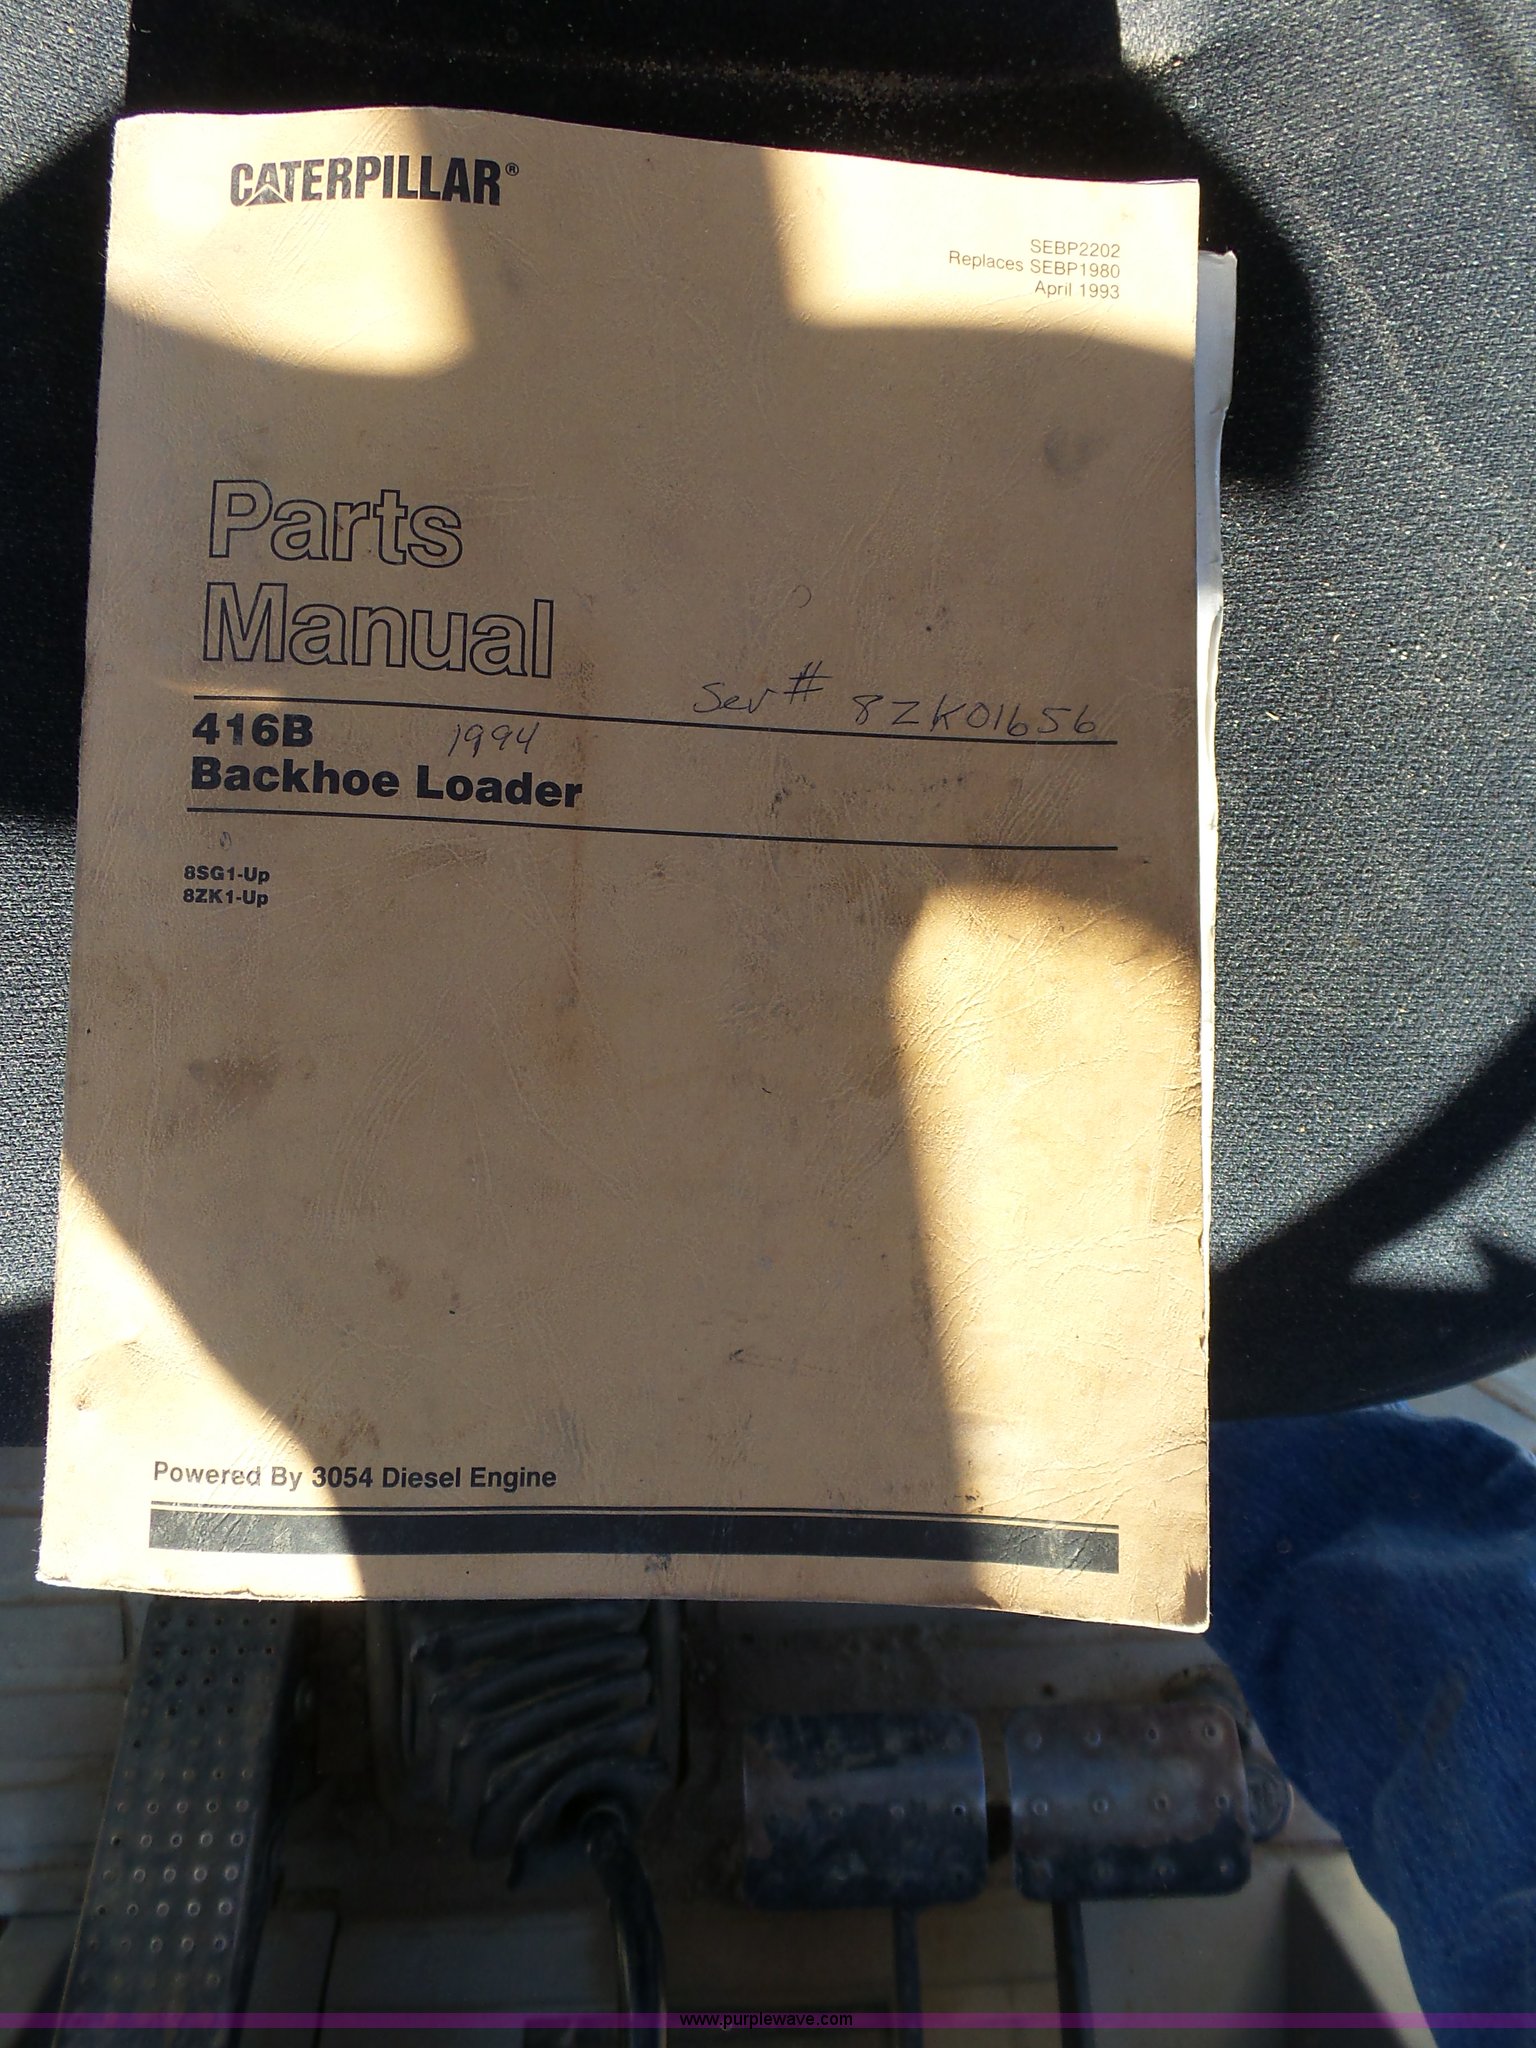 CATERPILLAR®
SEBP2202
Replaces SEBP1980
April 1993
Parts
Manual
Ser # 8ZK01656
416B 1994
Backhoe Loader
8SG1-Up
8ZK1-Up
Powered By 3054 Diesel Engine
www.purplewave.com